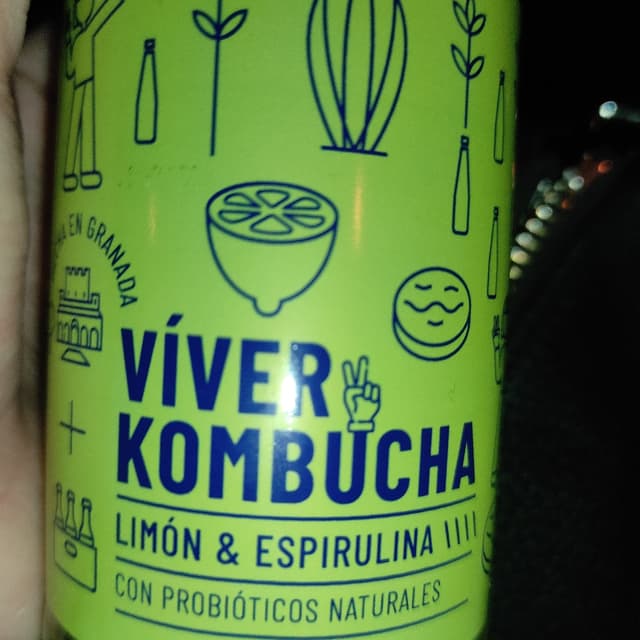 EN GRANADA
VÍVER
KOMBUCHA
LIMÓN & ESPIRULINA \\\\
CON PROBIÓTICOS NATURALES